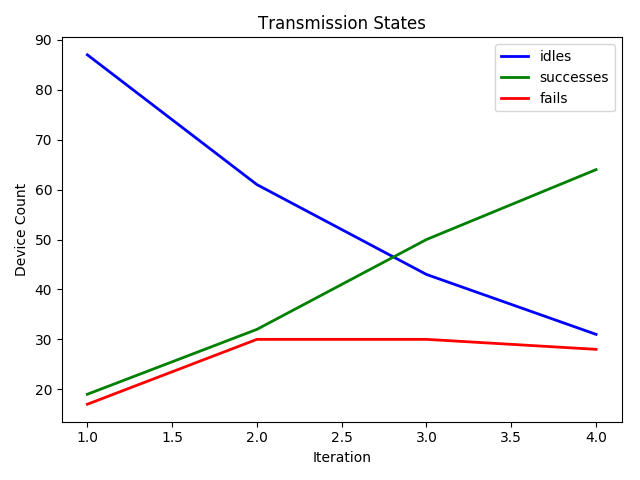 Transmission States
90
80
70
60
50
40
30
20
Device Count
idles
successes
fails
1.0 1.5 2.0 2.5 3.0 3.5 4.0
Iteration